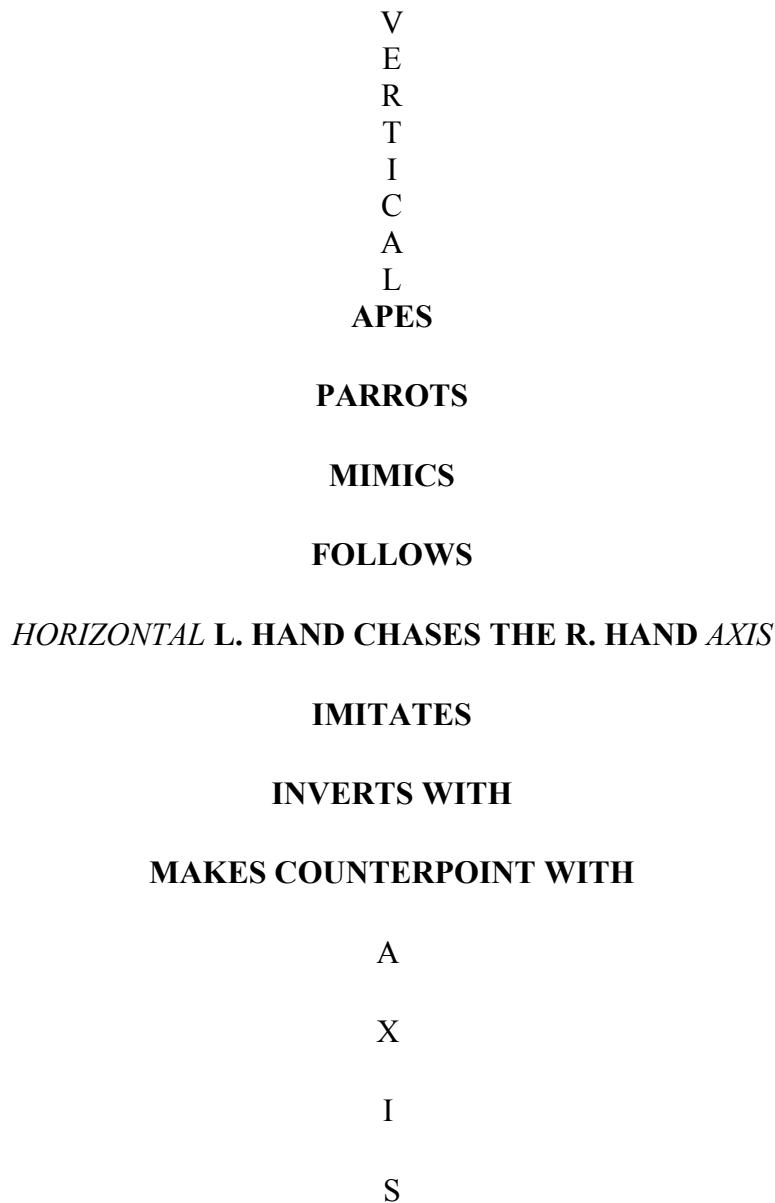 V
E
R
T
I
C
A
L
APES
PARROTS
MIMICS
FOLLOWS
HORIZONTAL L. HAND CHASES THE R. HAND AXIS
IMITATES
INVERTS WITH
MAKES COUNTERPOINT WITH
A
X
I
S